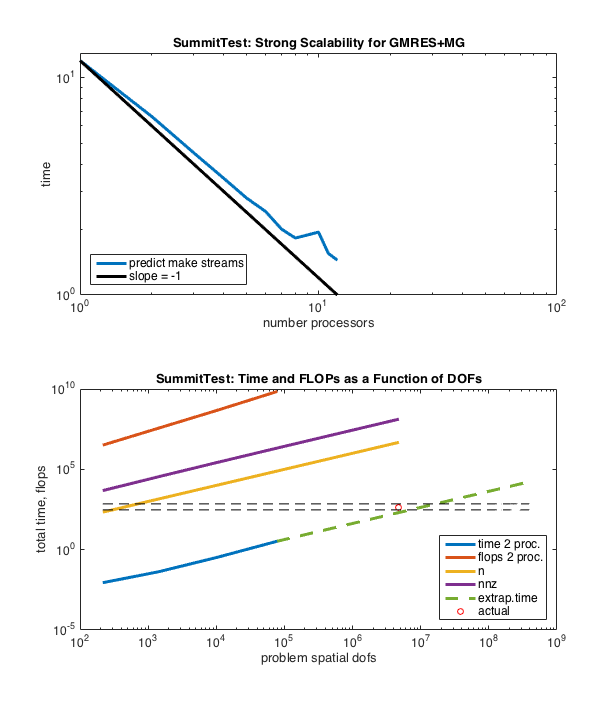 SummitTest: Strong Scalability for GMRES+MG
10^1
time
10^0
predict make streams
slope = -1
10^0 10^1 10^2
number processors
SummitTest: Time and FLOPs as a Function of DOFs
10^10
10^5
total time, flops
10^0
10^-5
time 2 proc.
flops 2 proc.
n
nnz
extrap.time
actual
10^2 10^3 10^4 10^5 10^6 10^7 10^8 10^9
problem spatial dofs